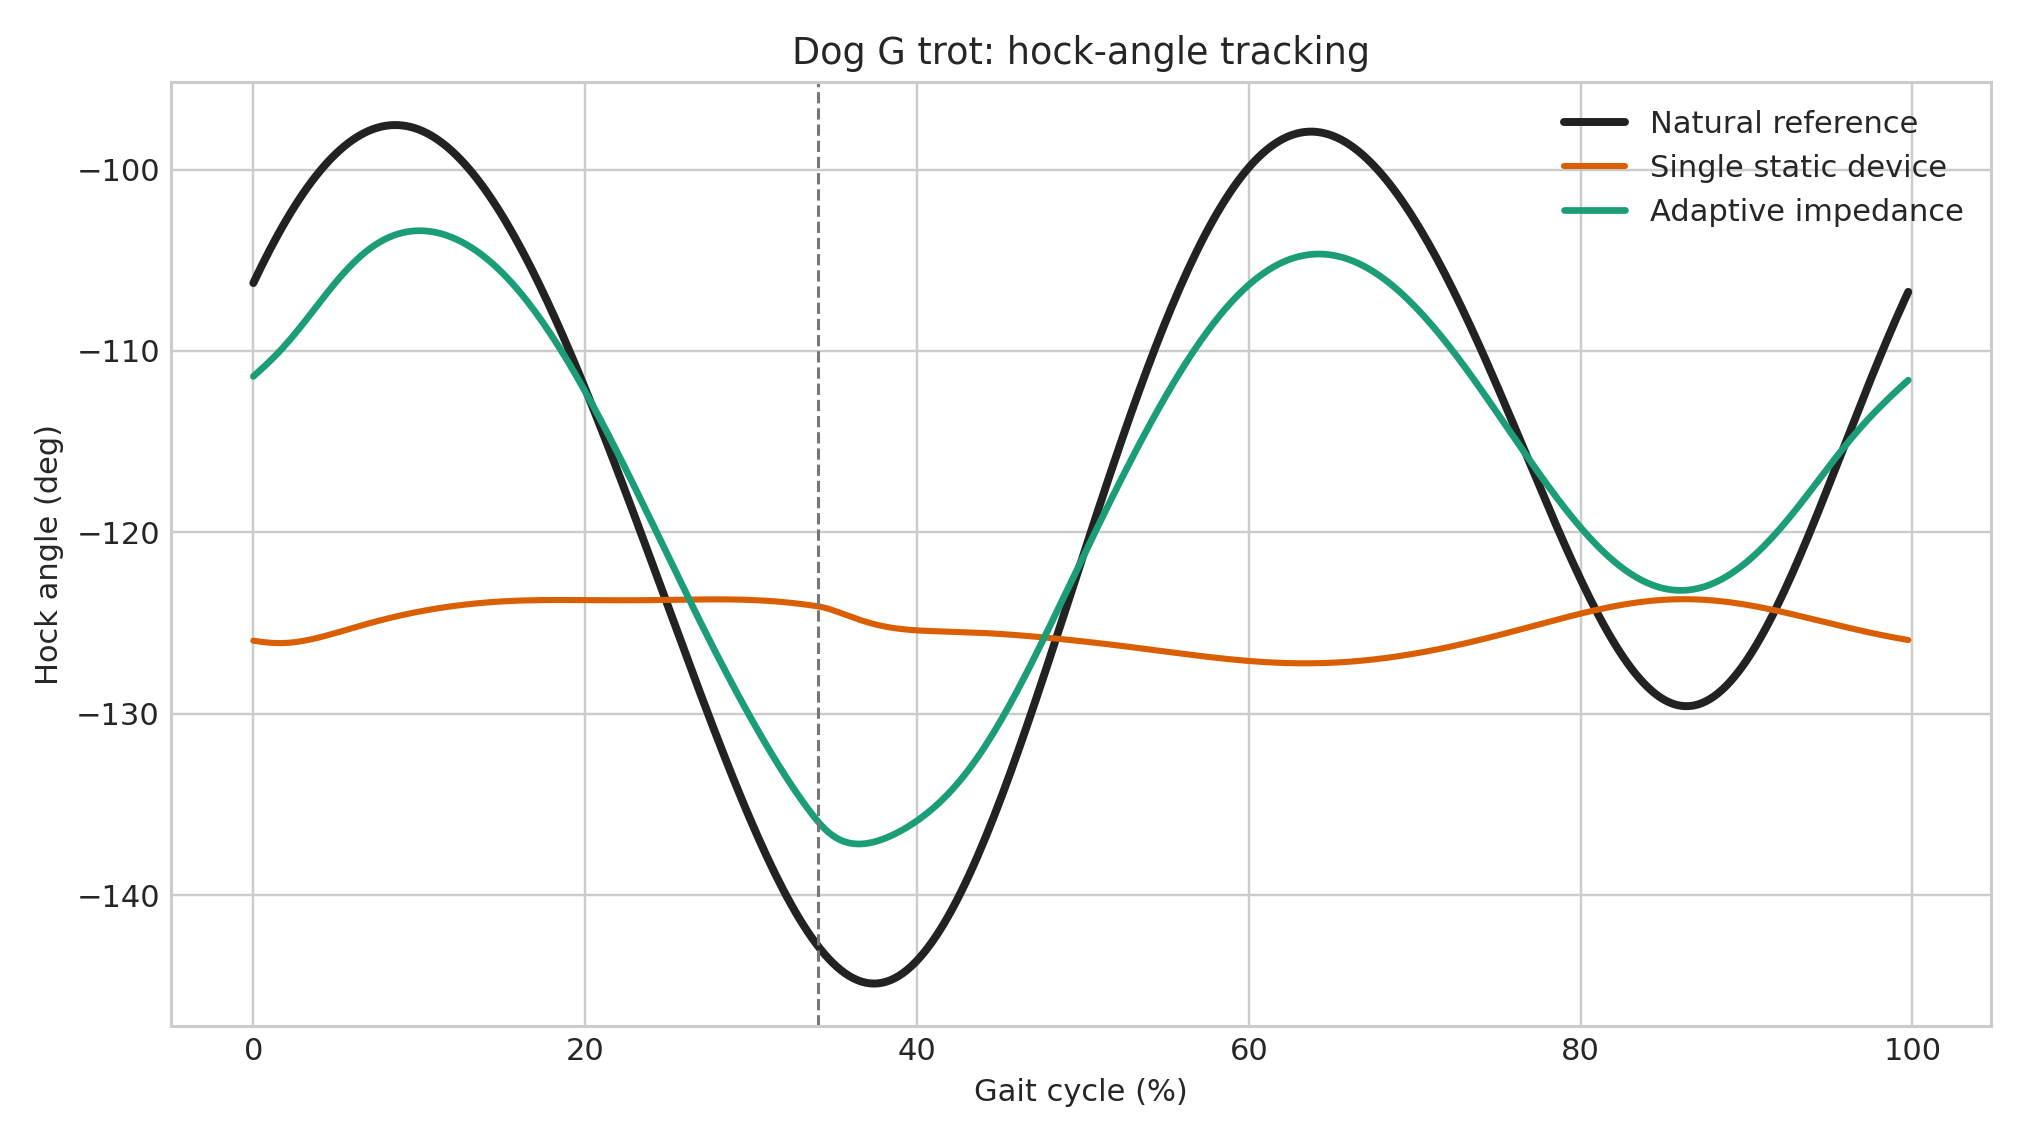 Dog G trot: hock-angle tracking
Natural reference
Single static device
Adaptive impedance
Hock angle (deg)
−100
−110
−120
−130
−140
0 20 40 60 80 100
Gait cycle (%)